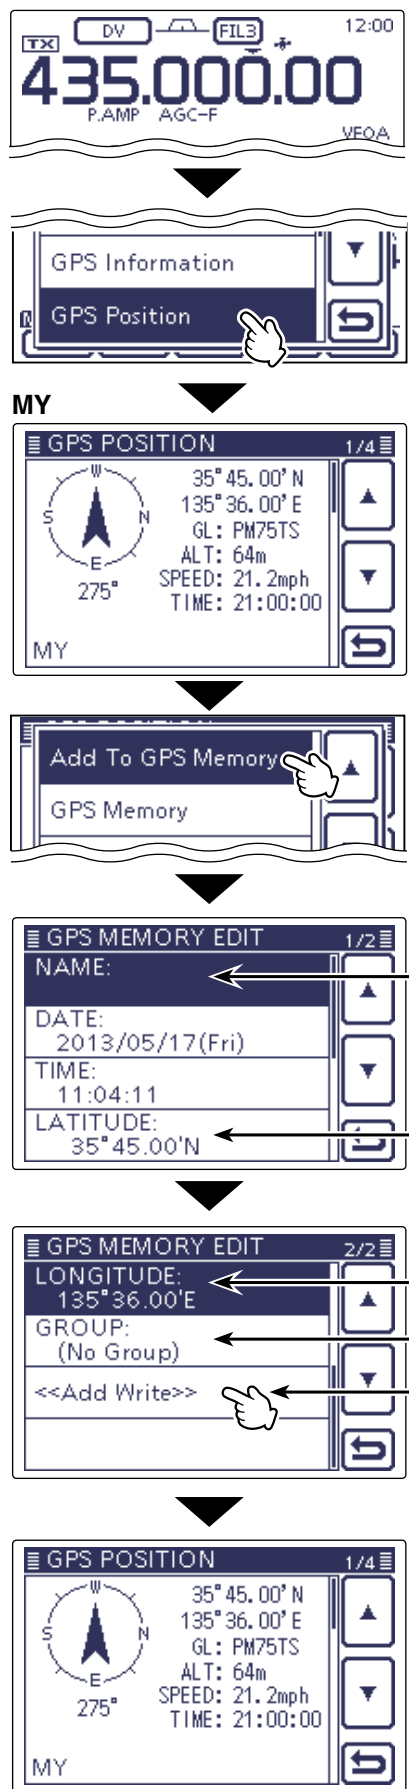 DV FIL3 12:00
TX
435.000.00
P.AMP AGC-F
VFOA
GPS Information
GPS Position
MY
GPS POSITION 1/4
W
S N
E
275°
35°45.00'N
135°36.00'E
GL: PM75TS
ALT: 64m
SPEED: 21.2mph
TIME: 21:00:00
MY
Add To GPS Memory
GPS Memory
GPS MEMORY EDIT 1/2
NAME:
DATE:
2013/05/17(Fri)
TIME:
11:04:11
LATITUDE:
35°45.00'N
GPS MEMORY EDIT 2/2
LONGITUDE:
135°36.00'E
GROUP:
(No Group)
<<Add Write>>
GPS POSITION 1/4
W
S N
E
275°
35°45.00'N
135°36.00'E
GL: PM75TS
ALT: 64m
SPEED: 21.2mph
TIME: 21:00:00
MY